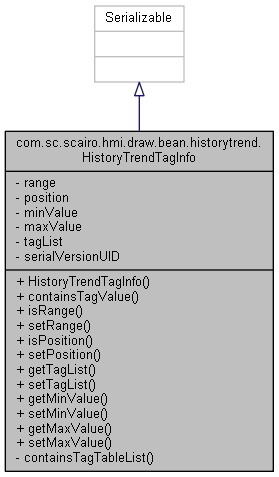 Serializable
com.sc.scairo.hmi.draw.bean.historytrend.
HistoryTrendTagInfo
- range
- position
- minValue
- maxValue
- tagList
- serialVersionUID
+ HistoryTrendTagInfo()
+ containsTagValue()
+ isRange()
+ setRange()
+ isPosition()
+ setPosition()
+ getTagList()
+ setTagList()
+ getMinValue()
+ setMinValue()
+ getMaxValue()
+ setMaxValue()
- containsTagTableList()